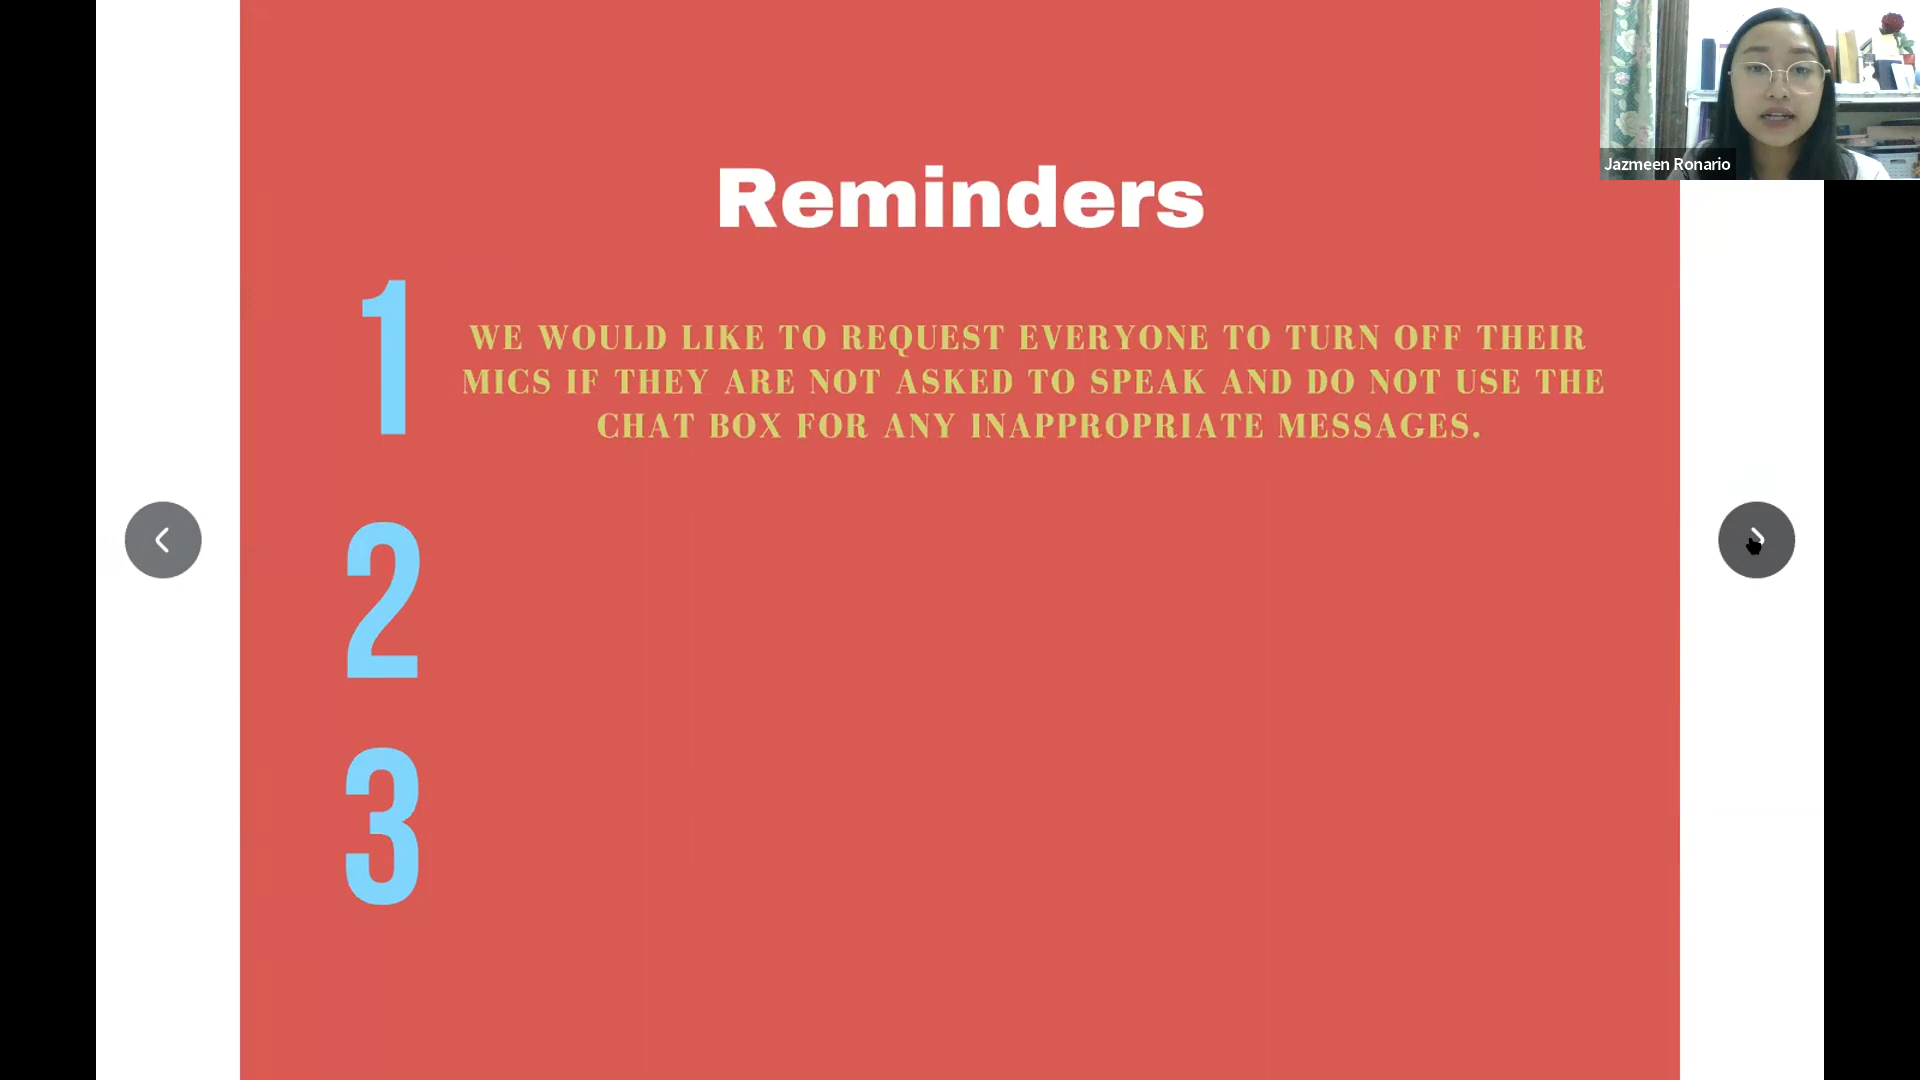 Jazmeen Ronario
Reminders
1
WE WOULD LIKE TO REQUEST EVERYONE TO TURN OFF THEIR
MICS IF THEY ARE NOT ASKED TO SPEAK AND DO NOT USE THE
CHAT BOX FOR ANY INAPPROPRIATE MESSAGES.
2
3